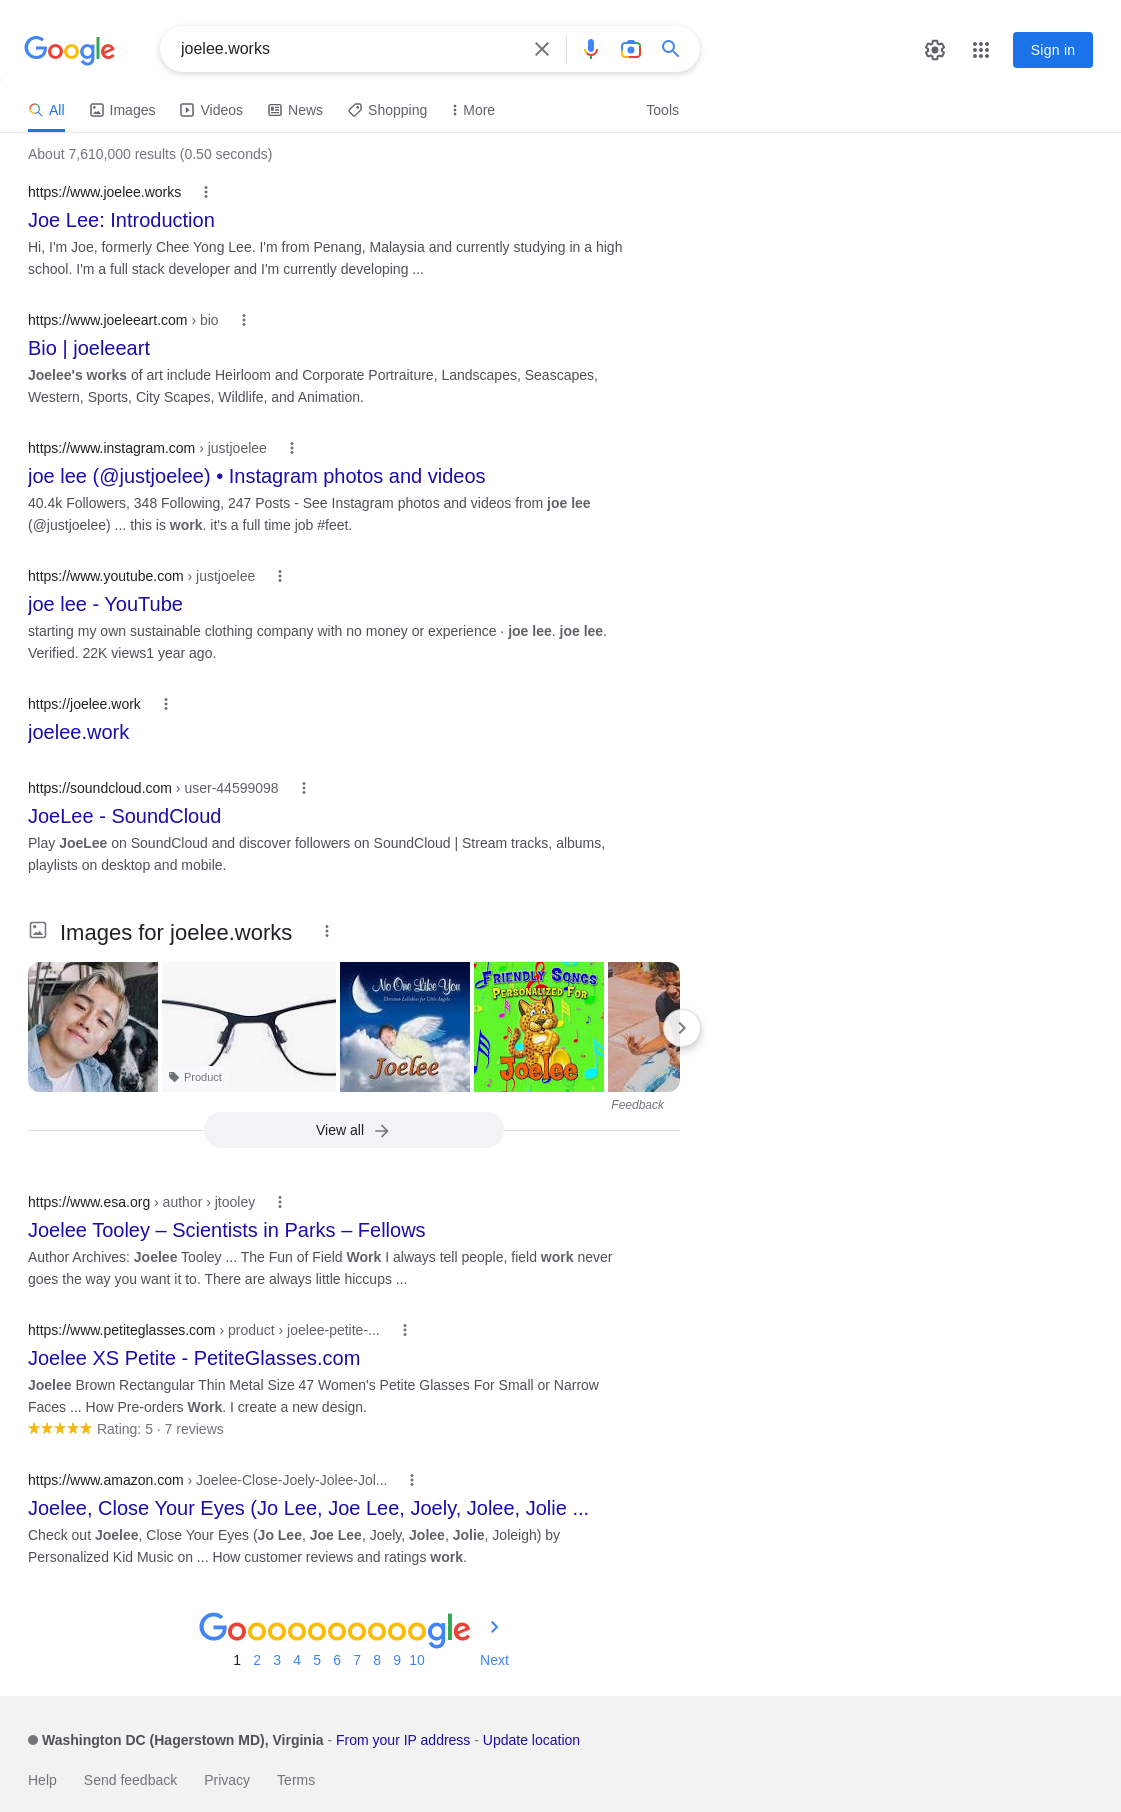 Google
joelee.works
Sign in
All
Images
Videos
News
Shopping
More
Tools
About 7,610,000 results (0.50 seconds)
https://www.joelee.works
Joe Lee: Introduction
Hi, I'm Joe, formerly Chee Yong Lee. I'm from Penang, Malaysia and currently studying in a high
school. I'm a full stack developer and I'm currently developing ...
https://www.joeleeart.com › bio
Bio | joeleeart
Joelee's works of art include Heirloom and Corporate Portraiture, Landscapes, Seascapes,
Western, Sports, City Scapes, Wildlife, and Animation.
https://www.instagram.com › justjoelee
joe lee (@justjoelee) • Instagram photos and videos
40.4k Followers, 348 Following, 247 Posts - See Instagram photos and videos from joe lee
(@justjoelee) ... this is work. it's a full time job #feet.
https://www.youtube.com › justjoelee
joe lee - YouTube
starting my own sustainable clothing company with no money or experience · joe lee. joe lee.
Verified. 22K views1 year ago.
https://joelee.work
joelee.work
https://soundcloud.com › user-44599098
JoeLee - SoundCloud
Play JoeLee on SoundCloud and discover followers on SoundCloud | Stream tracks, albums,
playlists on desktop and mobile.
Images for joelee.works
Product
No One Like You
Christian Lullabies for Little Angels
Joelee
FRIENDLY SONGS
PERSONALIZED FOR
Joelee
Feedback
View all
https://www.esa.org › author › jtooley
Joelee Tooley – Scientists in Parks – Fellows
Author Archives: Joelee Tooley ... The Fun of Field Work I always tell people, field work never
goes the way you want it to. There are always little hiccups ...
https://www.petiteglasses.com › product › joelee-petite-...
Joelee XS Petite - PetiteGlasses.com
Joelee Brown Rectangular Thin Metal Size 47 Women's Petite Glasses For Small or Narrow
Faces ... How Pre-orders Work. I create a new design.
Rating: 5 · 7 reviews
https://www.amazon.com › Joelee-Close-Joely-Jolee-Jol...
Joelee, Close Your Eyes (Jo Lee, Joe Lee, Joely, Jolee, Jolie ...
Check out Joelee, Close Your Eyes (Jo Lee, Joe Lee, Joely, Jolee, Jolie, Joleigh) by
Personalized Kid Music on ... How customer reviews and ratings work.
Goooooooooogle
1 2 3 4 5 6 7 8 9 10 Next
Washington DC (Hagerstown MD), Virginia - From your IP address - Update location
Help Send feedback Privacy Terms